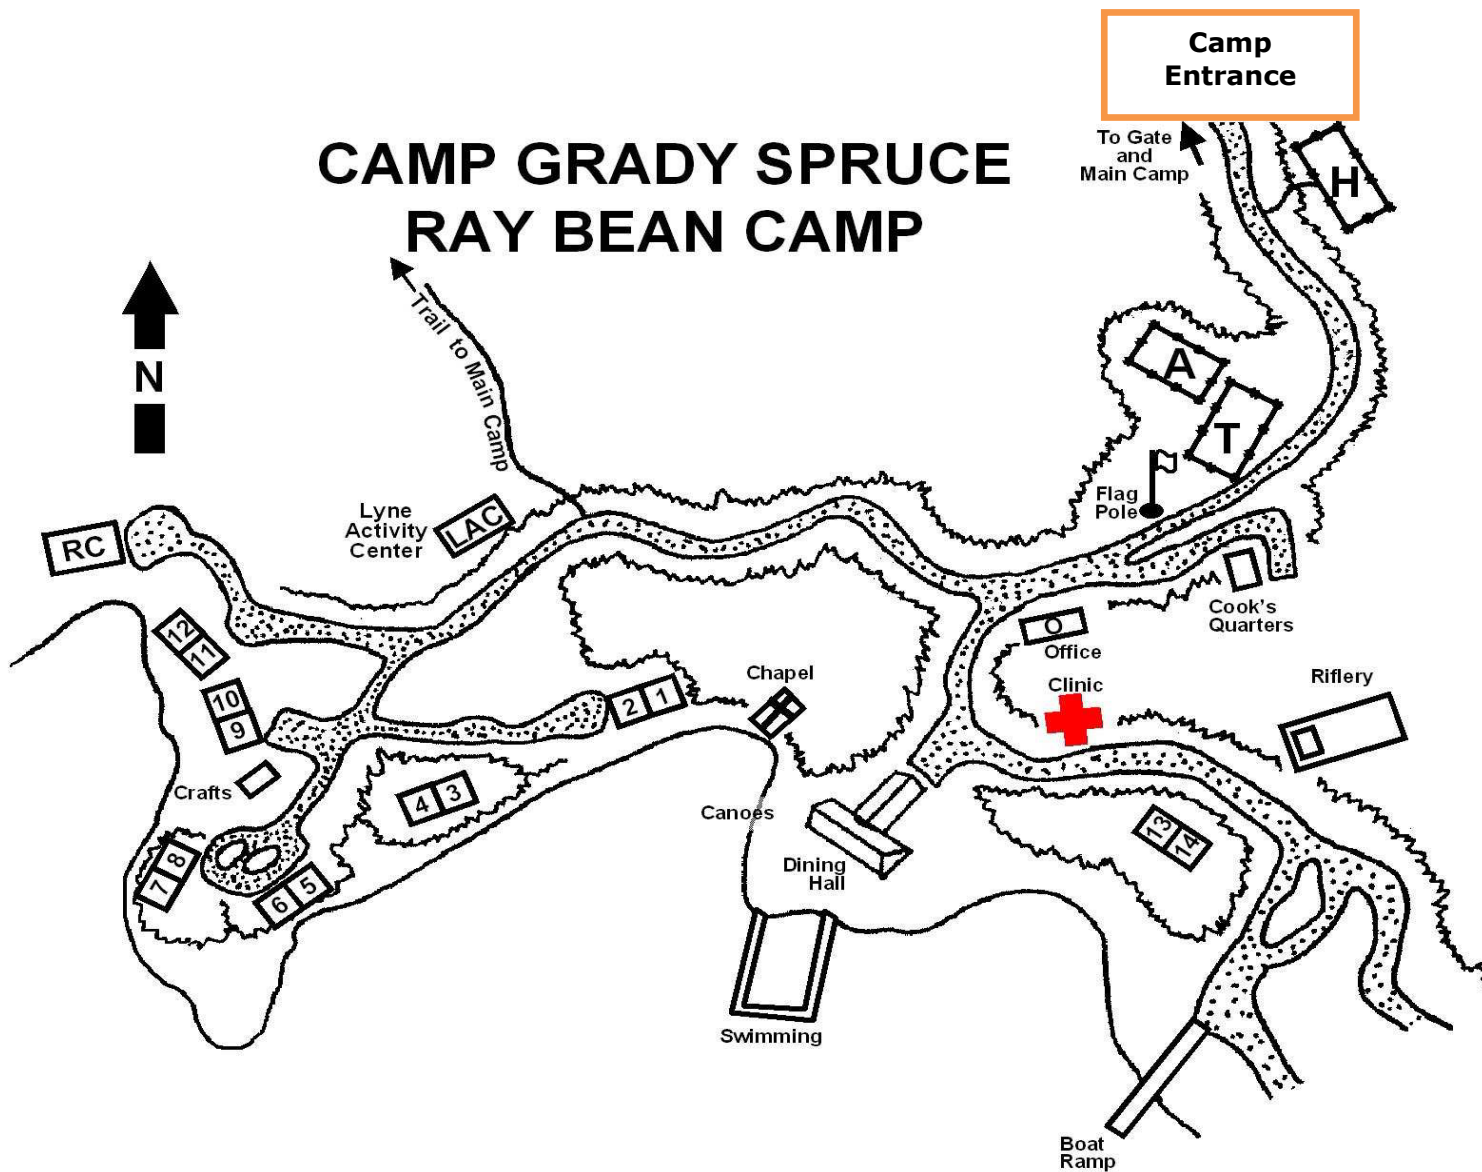 Camp
Entrance
To Gate
and
Main Camp
H
CAMP GRADY SPRUCE
RAY BEAN CAMP
N
Trail to Main Camp
A
T
Flag
Pole
Lyne
Activity
Center
LAC
RC
Cook's
Quarters
O
Office
12
11
10
9
2
1
Chapel
Clinic
Riflery
Crafts
4
3
Canoes
13
14
Dining
Hall
8
7
6
5
Swimming
Boat
Ramp